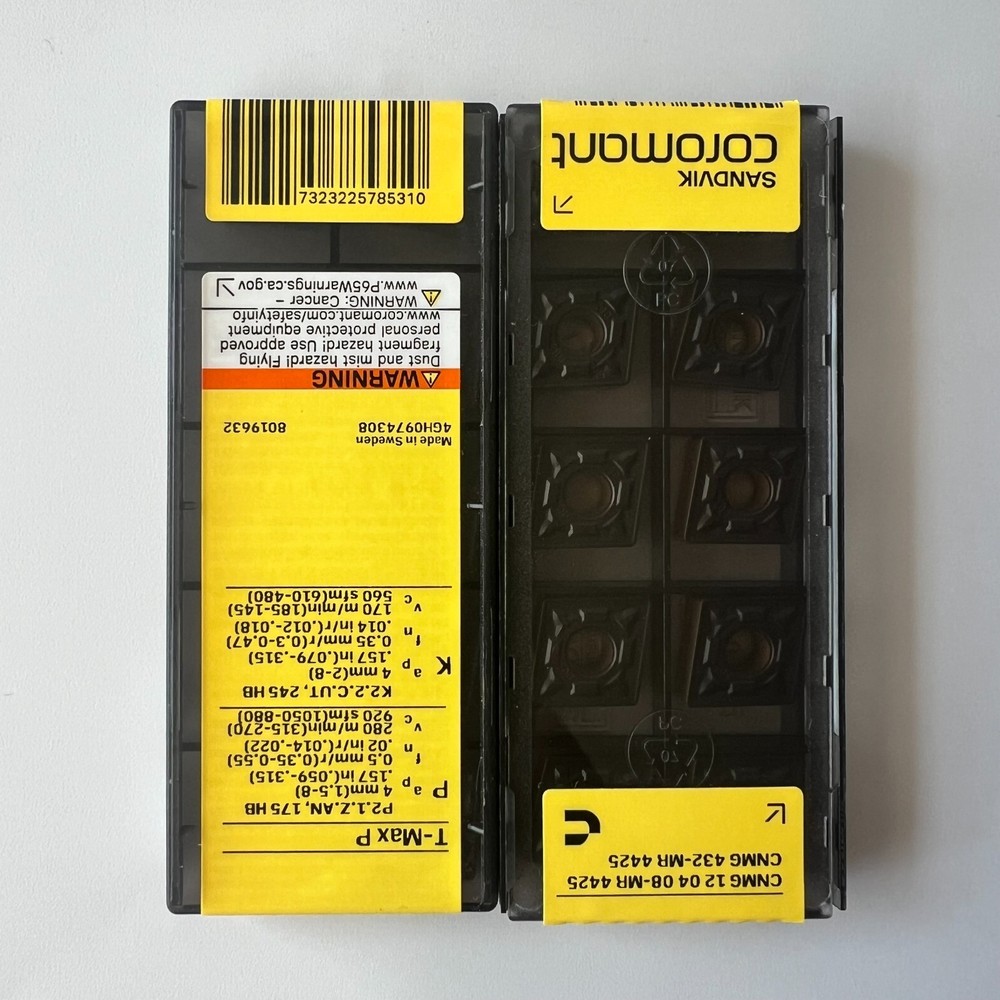 7323225785310
T-Max P
P2.1.Z.AN, 175 HB
P
ap 4 mm(1.5-8)
.157 in(.059-.315)
fn 0.5 mm/r(0.35-0.55)
.02 in/r(.014-.022)
vc 280 m/min(315-270)
920 sfm(1050-880)
K2.2.C.UT, 245 HB
K
ap 4 mm(2-8)
.157 in(.079-.315)
fn 0.35 mm/r(0.3-0.47)
.014 in/r(.012-.018)
vc 170 m/min(185-145)
560 sfm(610-480)
Made in Sweden
4GH0974308 8019632
WARNING
Dust and mist hazard! Flying
fragment hazard! Use approved
personal protective equipment
www.coromant.com/safetyinfo
WARNING: Cancer –
www.P65Warnings.ca.gov
CNMG 12 04 08-MR 4425
CNMG 432-MR 4425
SANDVIK
coromant
07
PC
07
PC